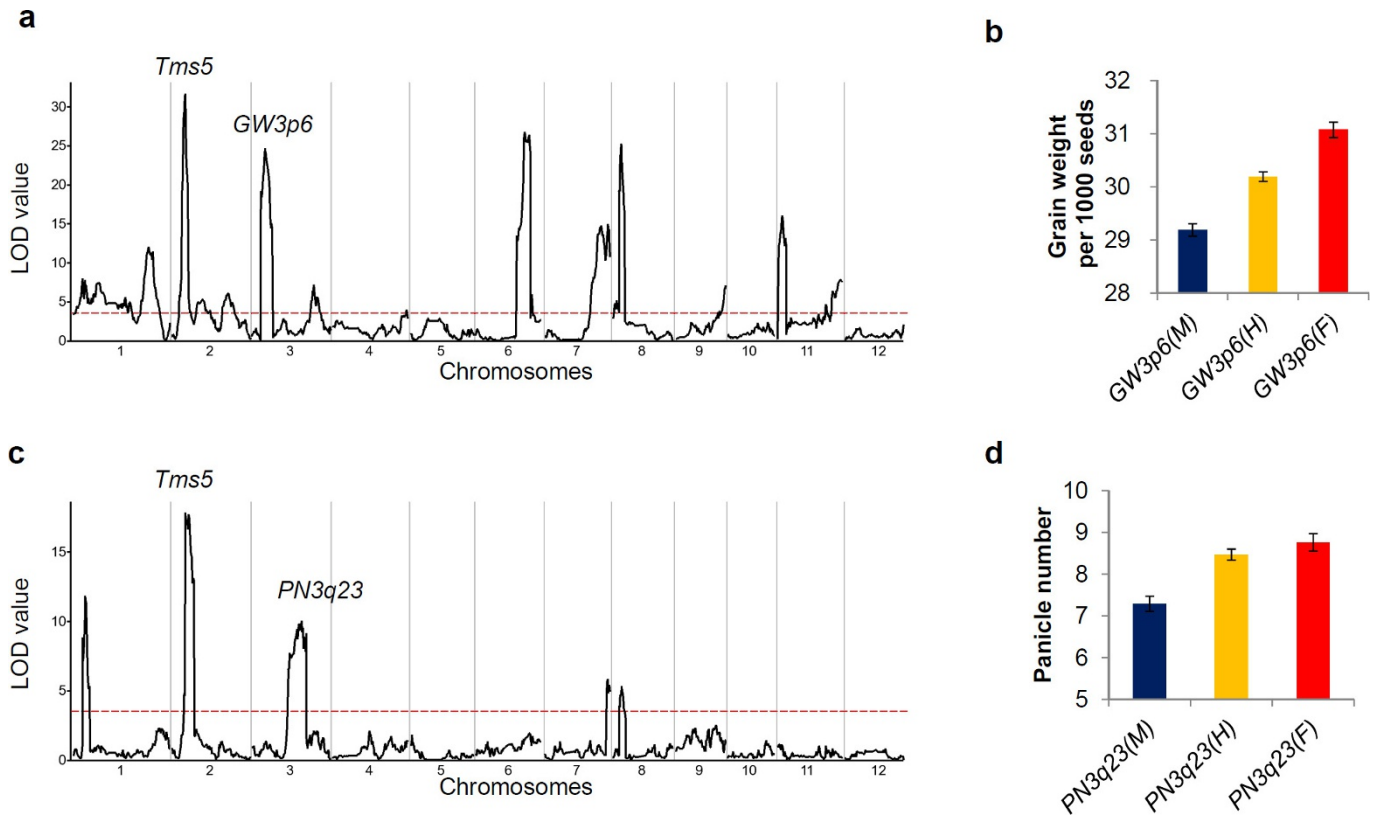 a
Tms5
GW3p6
LOD value
30
25
20
15
10
5
0
1 2 3 4 5 6 7 8 9 10 11 12
Chromosomes
b
Grain weight
per 1000 seeds
32
31
30
29
28
GW3p6(M)
GW3p6(H)
GW3p6(F)
c
Tms5
PN3q23
LOD value
15
10
5
0
1 2 3 4 5 6 7 8 9 10 11 12
Chromosomes
d
Panicle number
10
9
8
7
6
5
PN3q23(M)
PN3q23(H)
PN3q23(F)